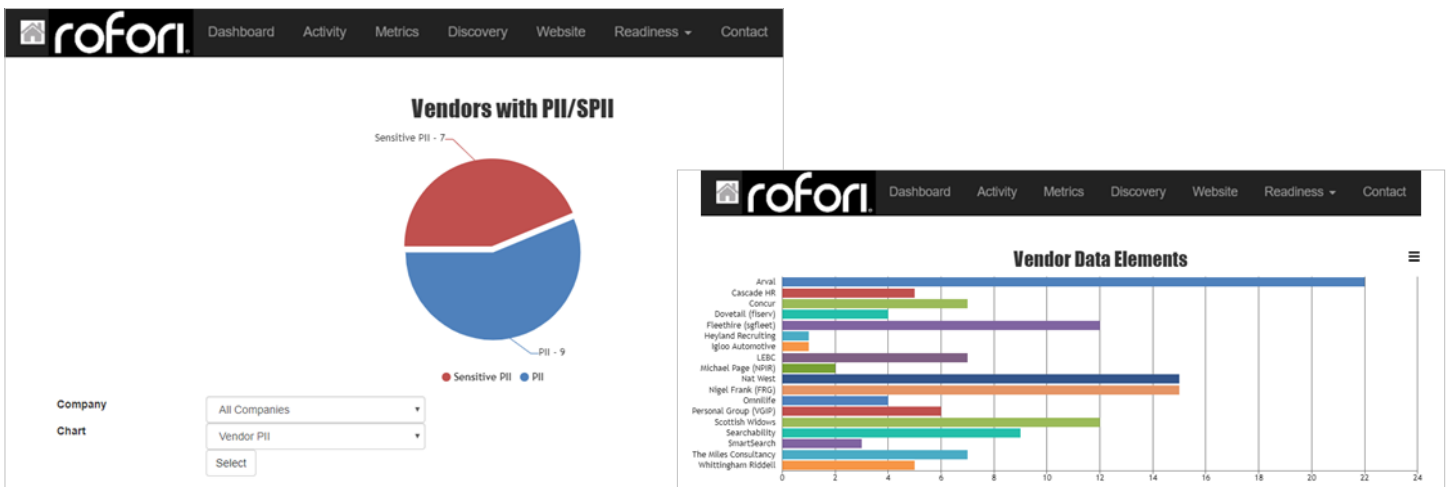 rofori.
Dashboard Activity Metrics Discovery Website Readiness Contact
Vendors with PII/SPII
Sensitive PII - 7
PII - 9
Sensitive PII PII
Company All Companies
Chart Vendor PII
Select
rofori.
Dashboard Activity Metrics Discovery Website Readiness Contact
Vendor Data Elements
Arval
Cascade HR
Concur
Dovetail (fiserv)
Fleethire (sgfleet)
Heyland Recruiting
Igloo Automotive
LEBC
Michael Page (NPIR)
Nat West
Nigel Frank (FRG)
Omnilife
Personal Group (VGIP)
Scottish Widows
Searchability
SmartSearch
The Miles Consultancy
Whittingham Riddell
0 2 4 6 8 10 12 14 16 18 20 22 24